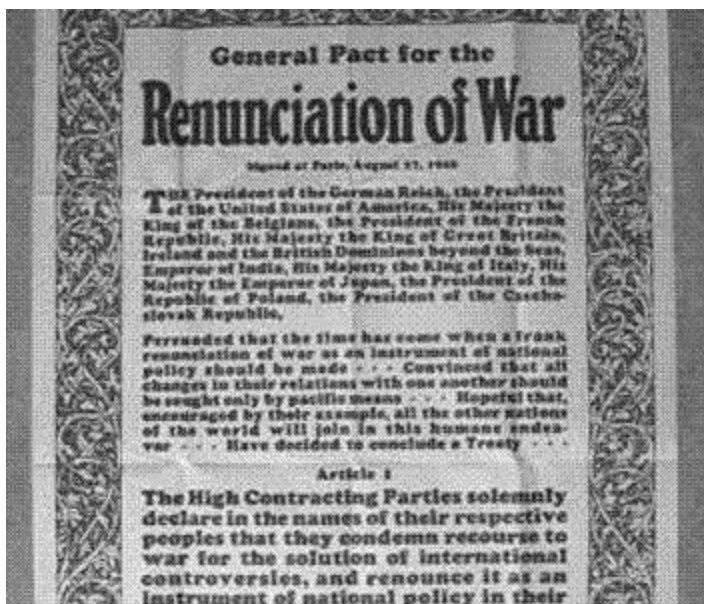 General Pact for the
Renunciation of War
Signed at Paris, August 27, 1928
THE President of the German Reich, the President
of the United States of America, His Majesty the
King of the Belgians, the President of the French
Republic, His Majesty the King of Great Britain,
Ireland and the British Dominions beyond the Seas,
Emperor of India, His Majesty the King of Italy, His
Majesty the Emperor of Japan, the President of the
Republic of Poland, the President of the Czecho-
slovak Republic,
Persuaded that the time has come when a frank
renunciation of war as an instrument of national
policy should be made - - - Convinced that all
changes in their relations with one another should
be sought only by pacific means - - - Hopeful that,
encouraged by their example, all the other nations
of the world will join in this humane endea-
vor - - - Have decided to conclude a Treaty - - -
Article I
The High Contracting Parties solemnly
declare in the names of their respective
peoples that they condemn recourse to
war for the solution of international
controversies, and renounce it as an
instrument of national policy in their